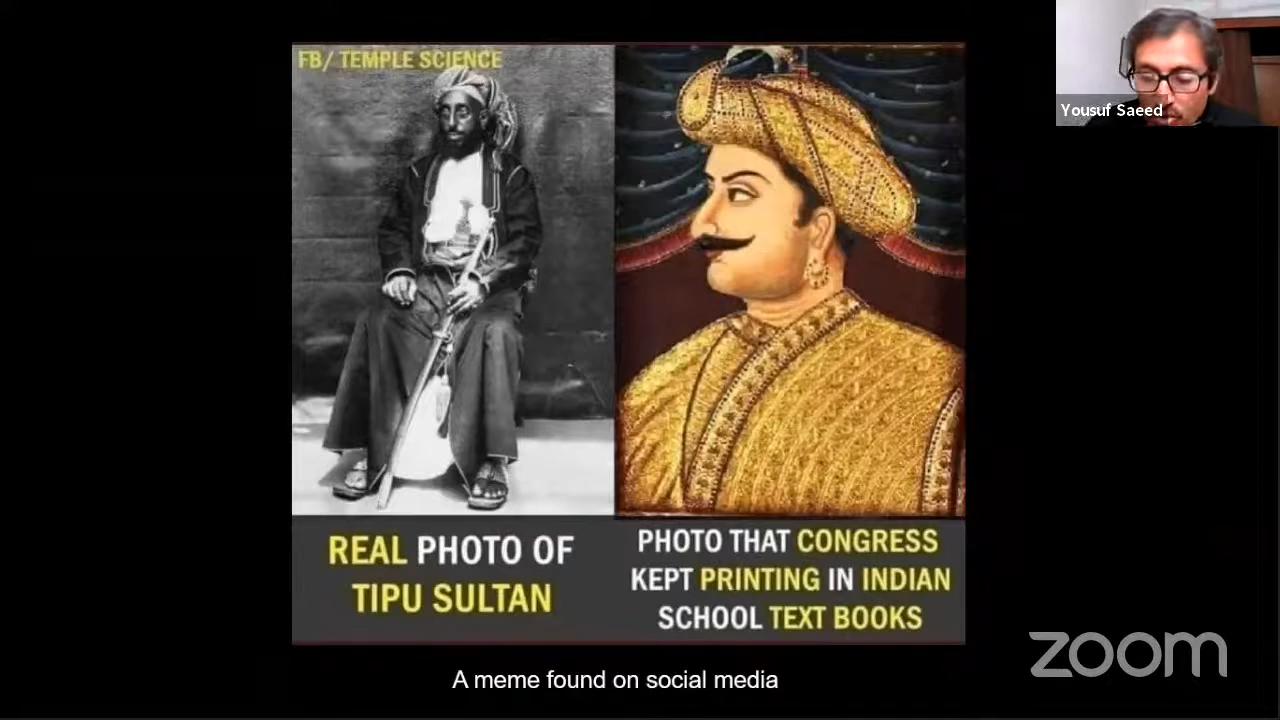 FB/ TEMPLE SCIENCE
Yousuf Saeed
REAL PHOTO OF
TIPU SULTAN
PHOTO THAT CONGRESS
KEPT PRINTING IN INDIAN
SCHOOL TEXT BOOKS
A meme found on social media
zoom